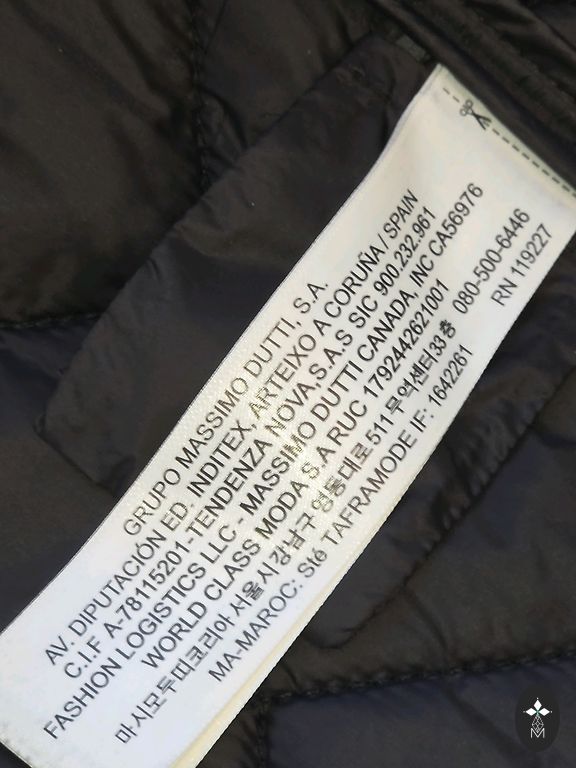 GRUPO MASSIMO DUTTI, S.A.
AV. DIPUTACIÓN ED. INDITEX, ARTEIXO A CORUÑA / SPAIN
C.I.F A-78115201-TENDENZA NOVA,S.A.S SIC 900.232.961
FASHION LOGISTICS LLC - MASSIMO DUTTI CANADA, INC CA56976
WORLD CLASS MODA S A RUC 1792442621001
마시모두띠코리아 서울시 강남구 영동대로 511 무역센터33층 080-500-6446
MA-MAROC: Sté TAFRAMODE IF: 1642261 RN 119227
M